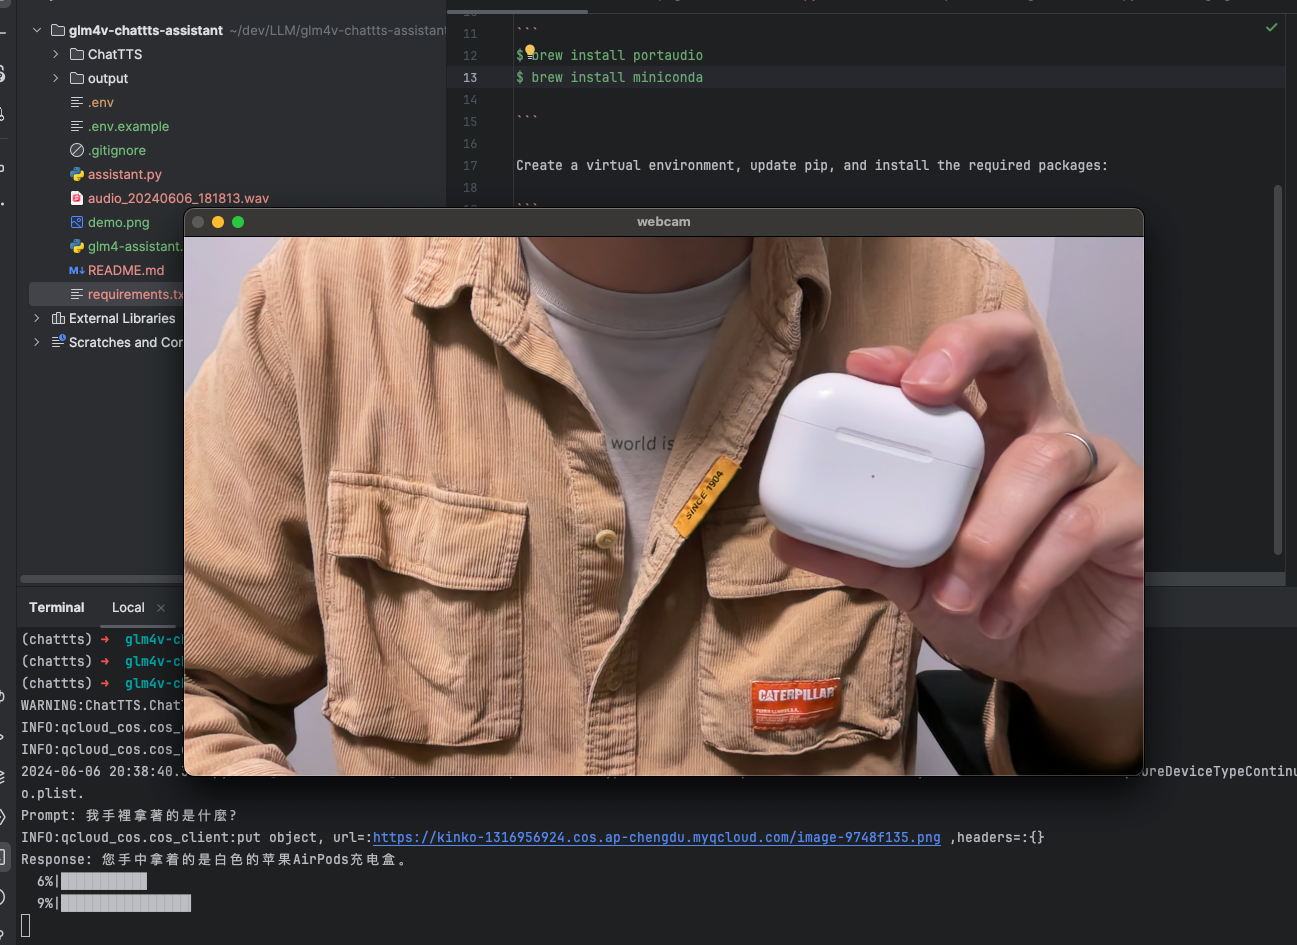 glm4v-chattts-assistant ~/dev/LLM/glm4v-chattts-assistant
ChatTTS
output
.env
.env.example
.gitignore
assistant.py
audio_20240606_181813.wav
demo.png
glm4-assistant.
README.md
requirements.tx
External Libraries
Scratches and Cor
11 ```
12 $ brew install portaudio
13 $ brew install miniconda
14
15 ```
16
17 Create a virtual environment, update pip, and install the required packages:
18
```
webcam
world is
SINCE 1904
CATERPILLAR
Terminal Local ×
(chattts) ➜ glm4v-ch
(chattts) ➜ glm4v-ch
(chattts) ➜ glm4v-ch
WARNING:ChatTTS.ChatT
INFO:qcloud_cos.cos_
INFO:qcloud_cos.cos_
2024-06-06 20:38:40. ureDeviceTypeContinu
o.plist.
Prompt: 我手裡拿著的是什麼?
INFO:qcloud_cos.cos_client:put object, url=:https://kinko-1316956924.cos.ap-chengdu.myqcloud.com/image-9748f135.png ,headers=:{}
Response: 您手中拿着的是白色的苹果AirPods充电盒。
6%|
9%|